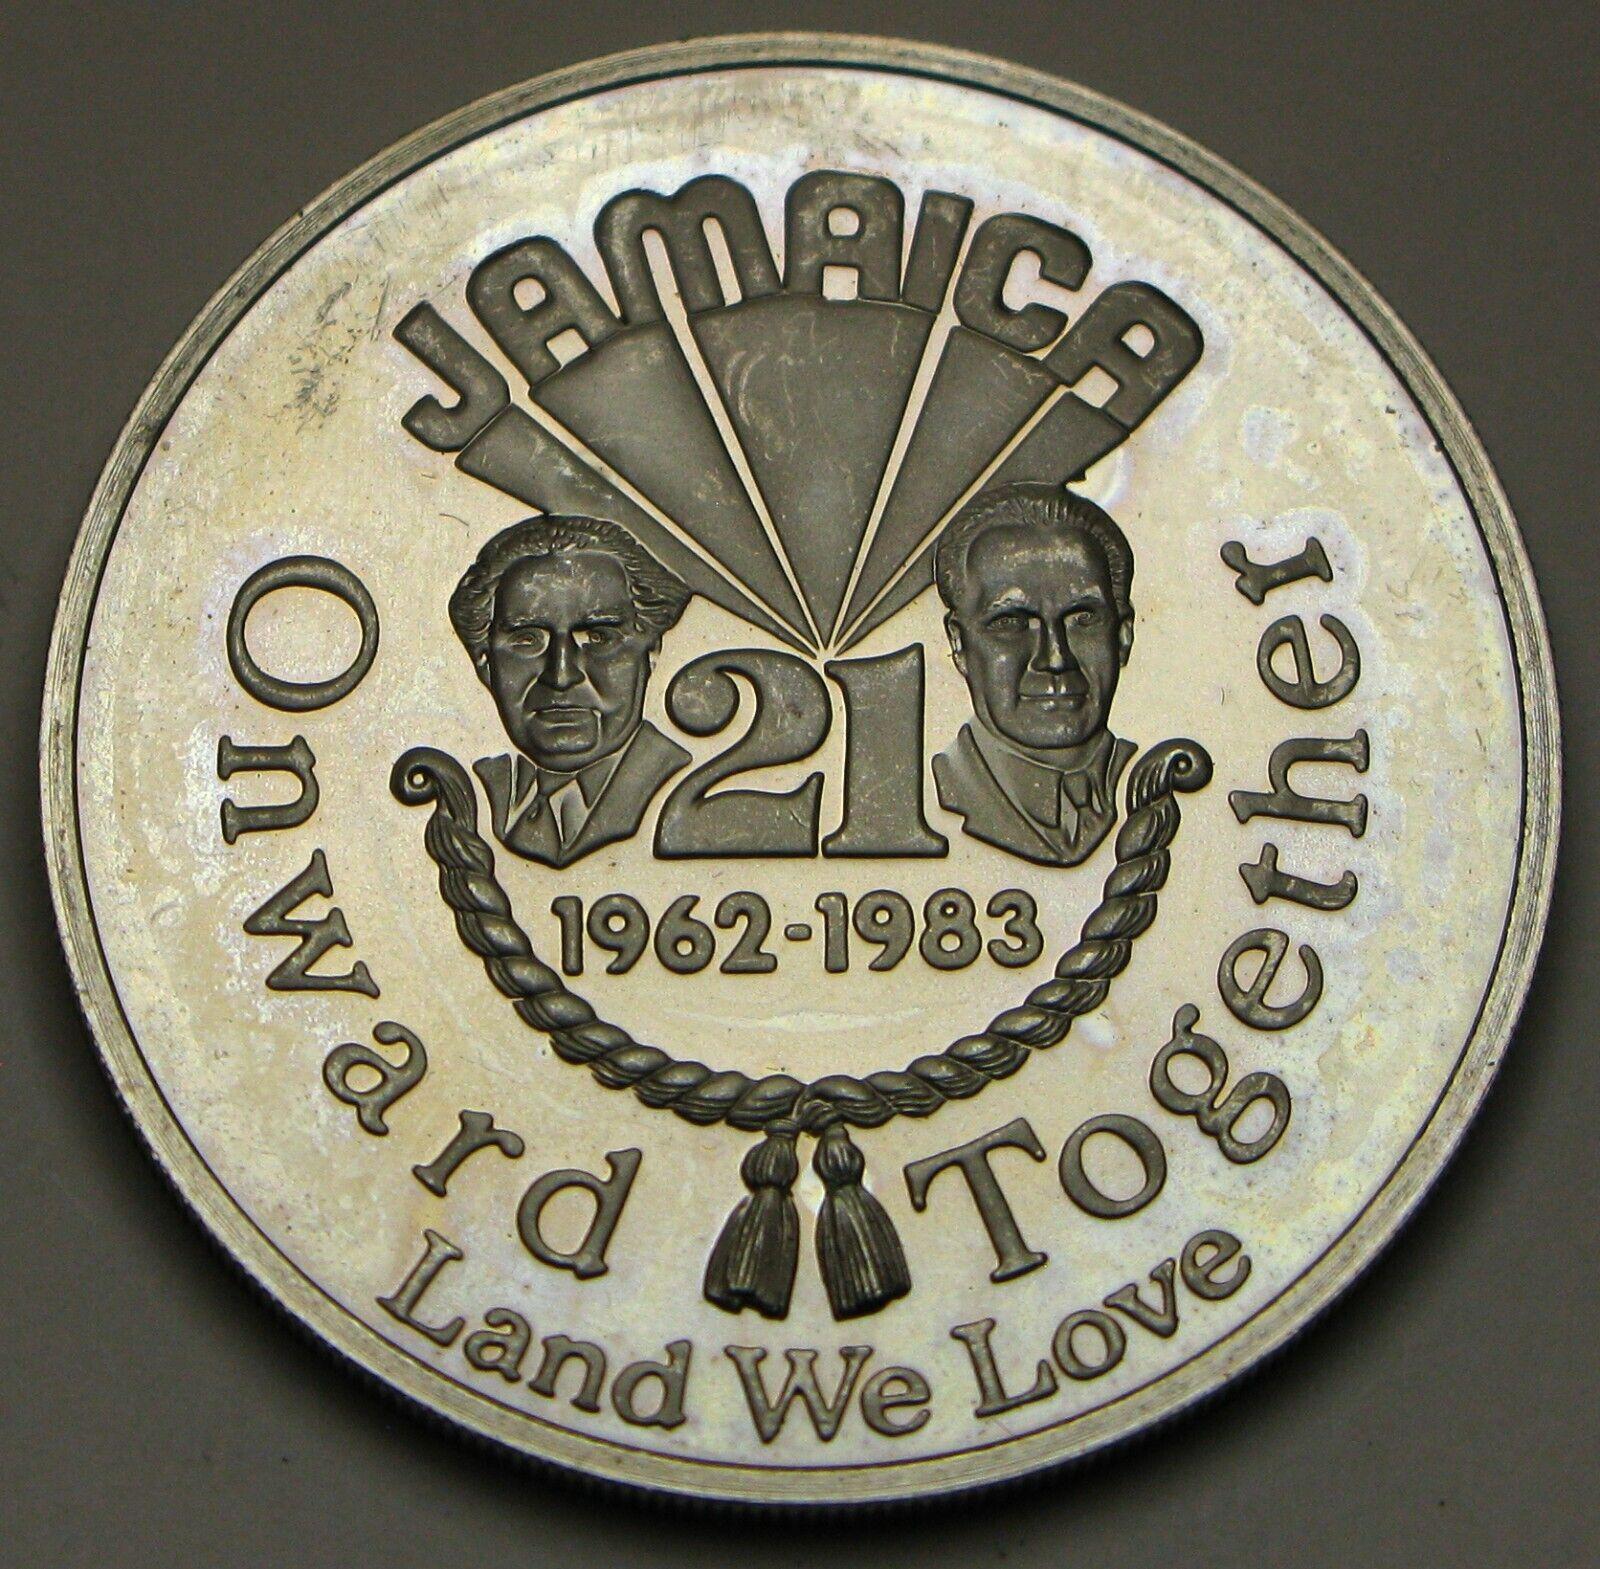 JAMAICA
21
1962-1983
Onward Together
Land We Love